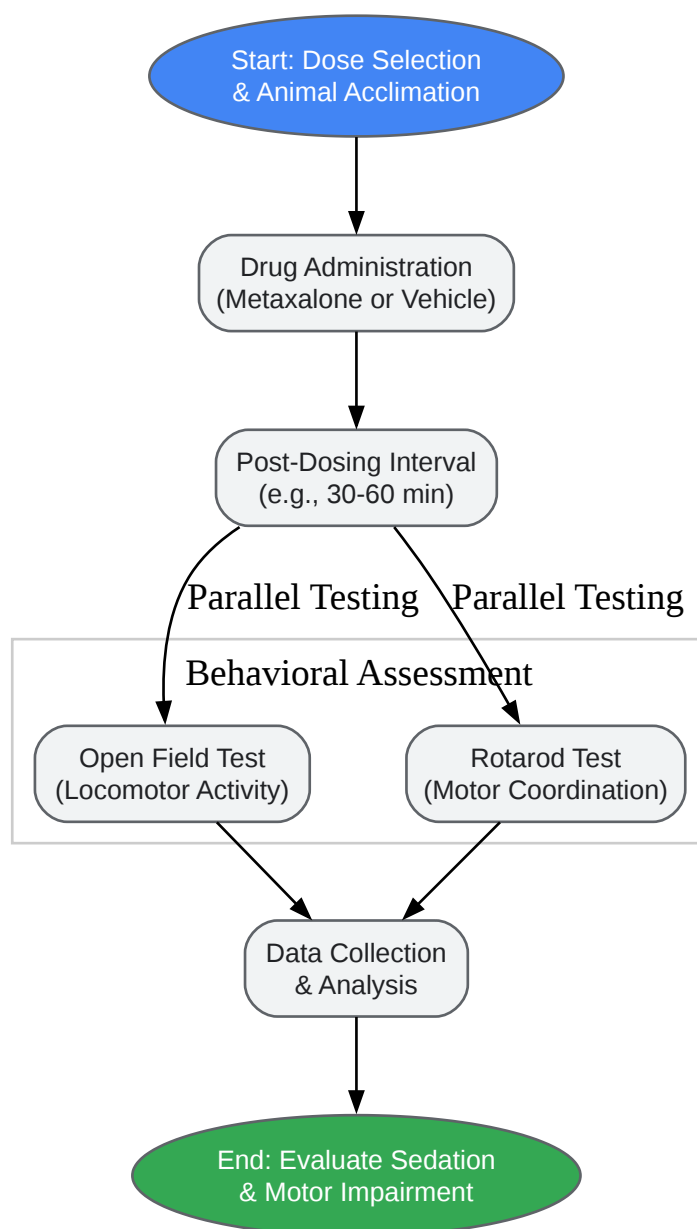 Start: Dose Selection
& Animal Acclimation
Drug Administration
(Metaxalone or Vehicle)
Post-Dosing Interval
(e.g., 30-60 min)
Parallel Testing
Parallel Testing
Behavioral Assessment
Open Field Test
(Locomotor Activity)
Rotarod Test
(Motor Coordination)
Data Collection
& Analysis
End: Evaluate Sedation
& Motor Impairment